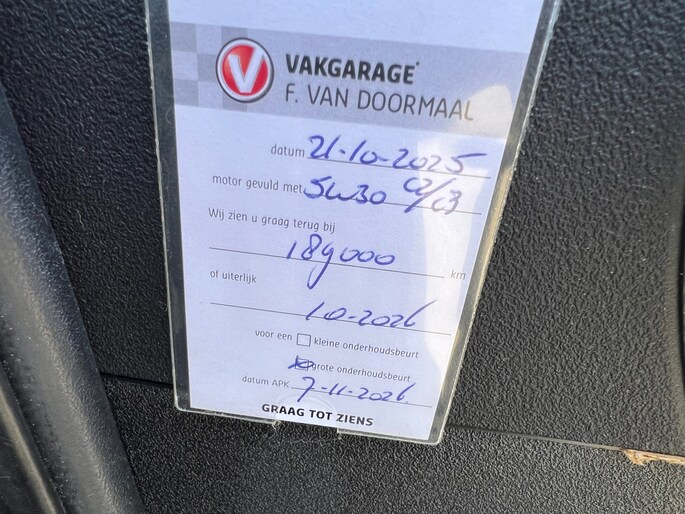 VAKGARAGE
F. VAN DOORMAAL
datum 21-10-2025
motor gevuld met 5W30 C2/C3
Wij zien u graag terug bij
189000 km
of uiterlijk
10-2026
voor een kleine onderhoudsbeurt
grote onderhoudsbeurt
datum APK 7-11-2026
GRAAG TOT ZIENS